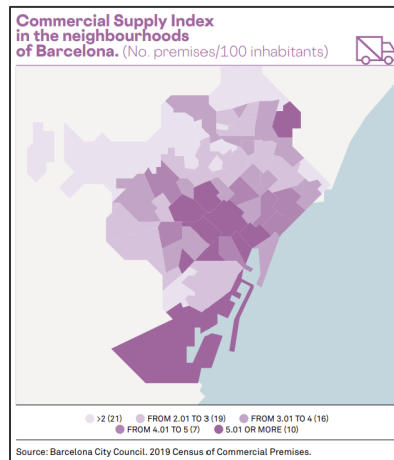 Commercial Supply Index
in the neighbourhoods
of Barcelona. (No. premises/100 inhabitants)
>2 (21) FROM 2.01 TO 3 (19) FROM 3.01 TO 4 (16)
FROM 4.01 TO 5 (7) 5.01 OR MORE (10)
Source: Barcelona City Council. 2019 Census of Commercial Premises.